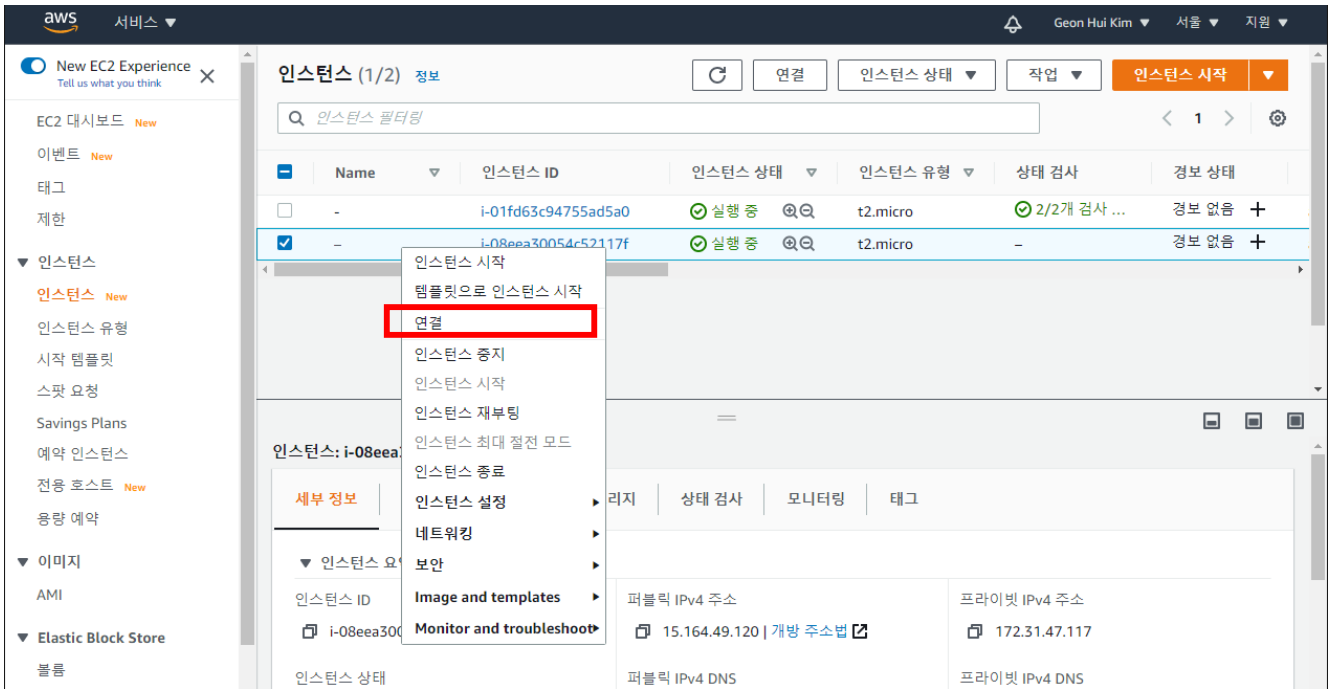 aws 서비스 ▼ Geon Hui Kim ▼ 서울 ▼ 지원 ▼
New EC2 Experience
Tell us what you think
EC2 대시보드 New
이벤트 New
태그
제한
▼ 인스턴스
인스턴스 New
인스턴스 유형
시작 템플릿
스팟 요청
Savings Plans
예약 인스턴스
전용 호스트 New
용량 예약
▼ 이미지
AMI
▼ Elastic Block Store
볼륨
인스턴스 (1/2) 정보 연결 인스턴스 상태 ▼ 작업 ▼ 인스턴스 시작 ▼
인스턴스 필터링 < 1 >
Name 인스턴스 ID 인스턴스 상태 인스턴스 유형 상태 검사 경보 상태
- i-01fd63c94755ad5a0 실행 중 t2.micro 2/2개 검사 ... 경보 없음 +
– i-08eea30054c52117f 실행 중 t2.micro – 경보 없음 +
인스턴스 시작
템플릿으로 인스턴스 시작
연결
인스턴스 중지
인스턴스 시작
인스턴스 재부팅
인스턴스 최대 절전 모드
인스턴스 종료
인스턴스 설정
네트워킹
보안
Image and templates
Monitor and troubleshoot
인스턴스: i-08eea
세부 정보 리지 상태 검사 모니터링 태그
▼ 인스턴스 요
인스턴스 ID 퍼블릭 IPv4 주소 프라이빗 IPv4 주소
i-08eea300 15.164.49.120 | 개방 주소법 172.31.47.117
인스턴스 상태 퍼블릭 IPv4 DNS 프라이빗 IPv4 DNS